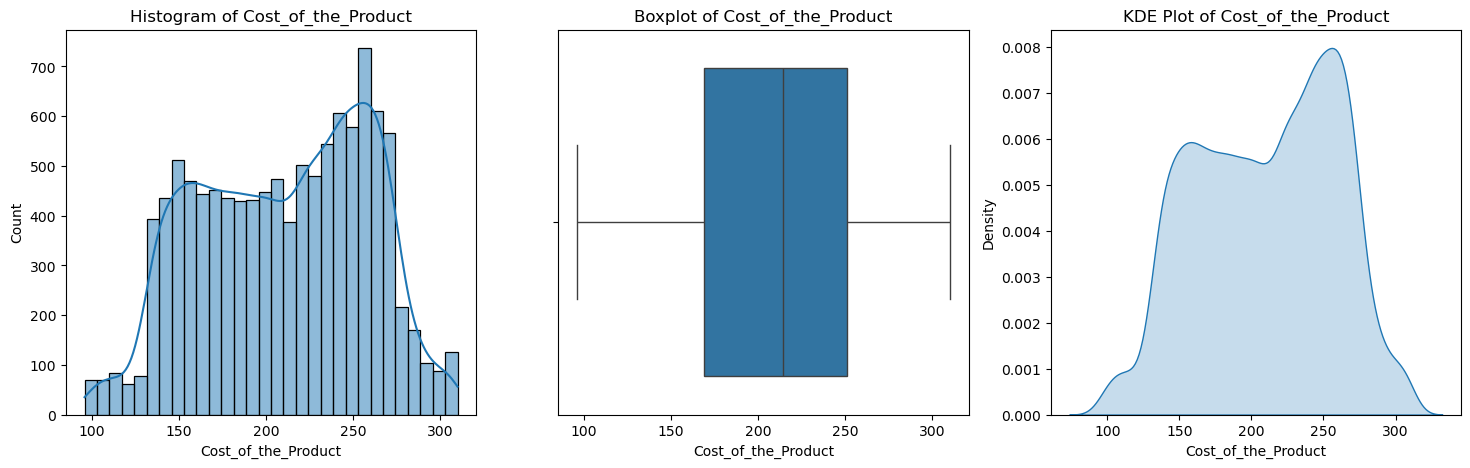 Histogram of Cost_of_the_Product
700
600
500
400
300
200
100
0
Count
100 150 200 250 300
Cost_of_the_Product
Boxplot of Cost_of_the_Product
100 150 200 250 300
Cost_of_the_Product
KDE Plot of Cost_of_the_Product
0.008
0.007
0.006
0.005
0.004
0.003
0.002
0.001
0.000
Density
100 150 200 250 300
Cost_of_the_Product